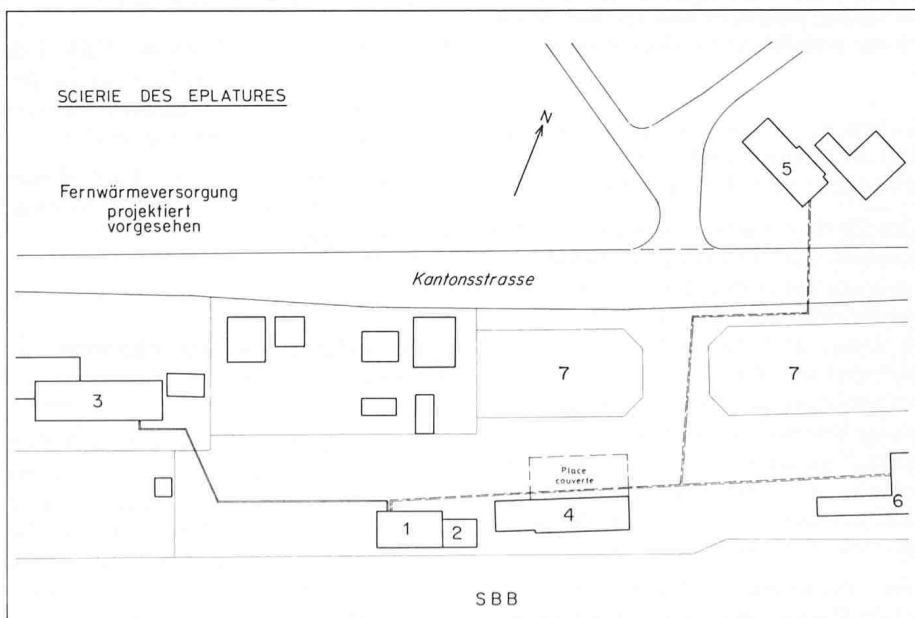 SCIERIE DES EPLATURES
N
Fernwärmeversorgung
projektiert
vorgesehen
5
Kantonsstrasse
3
7
7
Place
couverte
1
2
4
6
SBB